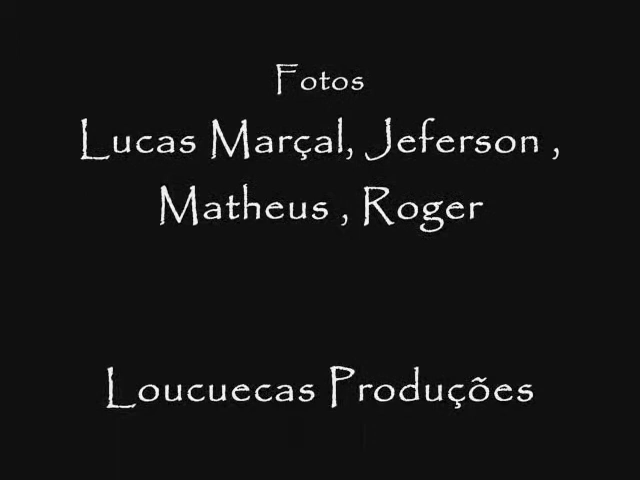 Fotos
Lucas Marçal, Jeferson ,
Matheus , Roger
Loucuecas Produções